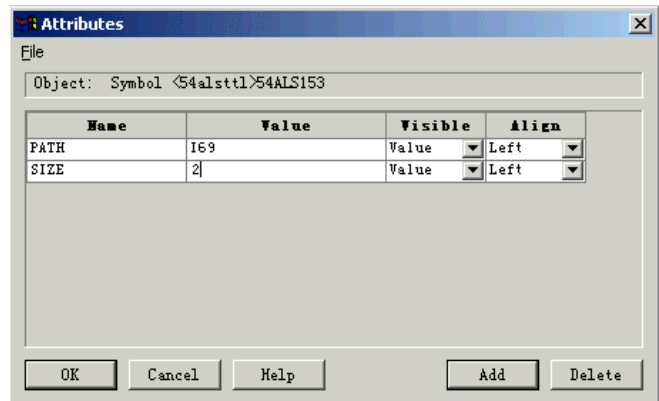 Attributes
File
Object: Symbol <54alsttl>54ALS153
Name Value Visible Align
PATH I69 Value Left
SIZE 2 Value Left
OK Cancel Help Add Delete